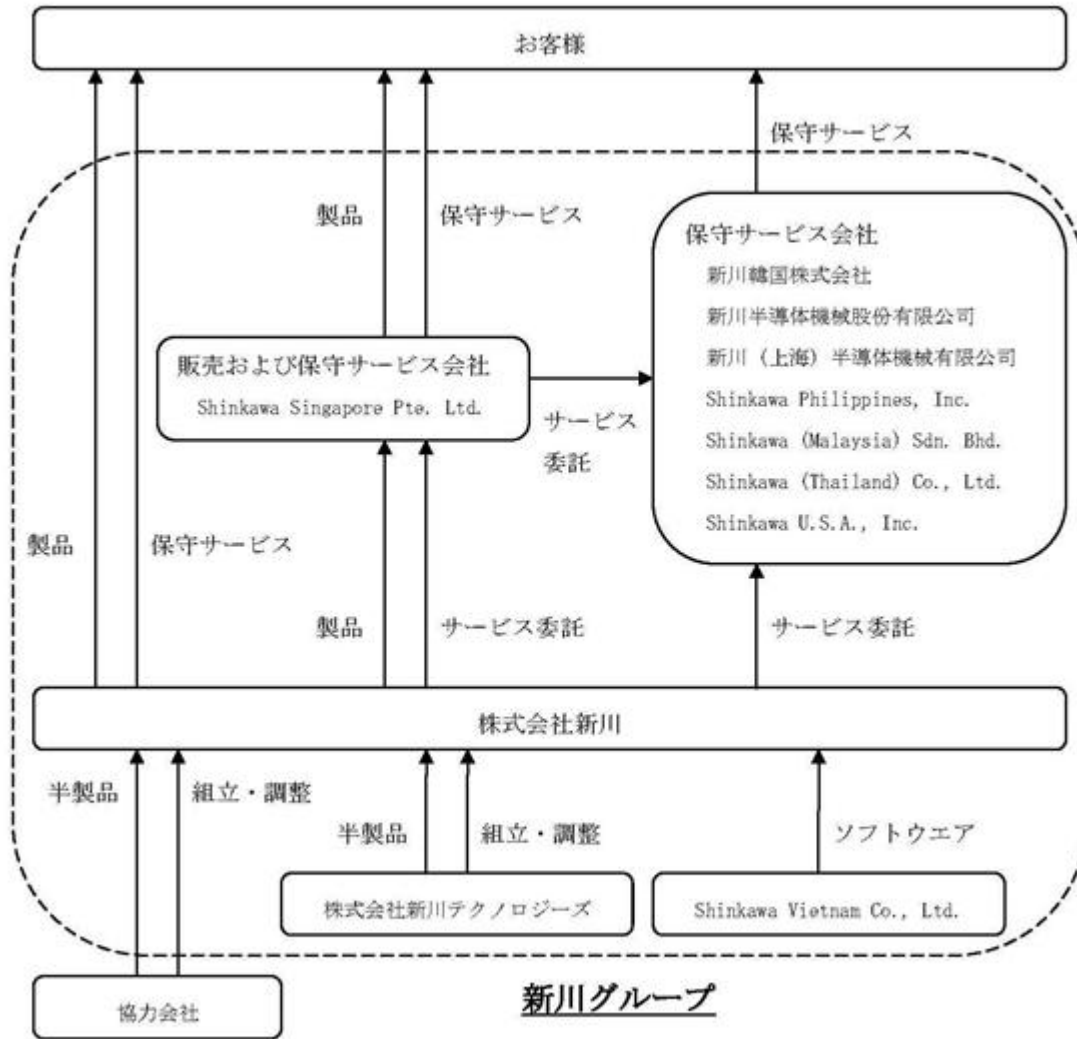 お客様
保守サービス
製品
保守サービス
保守サービス会社
新川韓国株式会社
新川半導体機械股份有限公司
新川（上海）半導体機械有限公司
Shinkawa Philippines, Inc.
Shinkawa (Malaysia) Sdn. Bhd.
Shinkawa (Thailand) Co., Ltd.
Shinkawa U.S.A., Inc.
販売および保守サービス会社
Shinkawa Singapore Pte. Ltd.
サービス
委託
製品
保守サービス
製品
サービス委託
サービス委託
株式会社新川
半製品
組立・調整
半製品
組立・調整
ソフトウエア
株式会社新川テクノロジーズ
Shinkawa Vietnam Co., Ltd.
新川グループ
協力会社